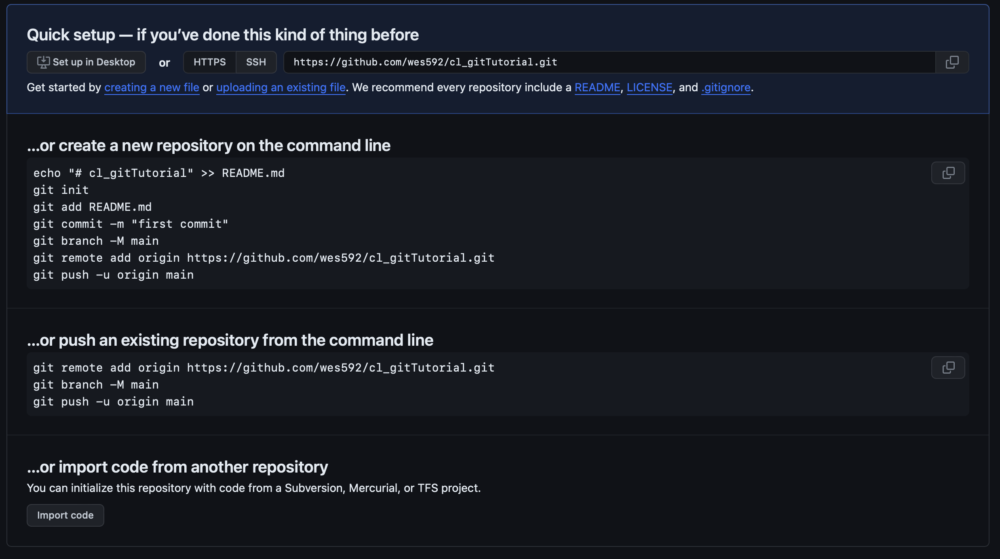 Quick setup — if you’ve done this kind of thing before
Set up in Desktop or HTTPS SSH https://github.com/wes592/cl_gitTutorial.git
Get started by creating a new file or uploading an existing file. We recommend every repository include a README, LICENSE, and .gitignore.
…or create a new repository on the command line
echo "# cl_gitTutorial" >> README.md
git init
git add README.md
git commit -m "first commit"
git branch -M main
git remote add origin https://github.com/wes592/cl_gitTutorial.git
git push -u origin main
…or push an existing repository from the command line
git remote add origin https://github.com/wes592/cl_gitTutorial.git
git branch -M main
git push -u origin main
…or import code from another repository
You can initialize this repository with code from a Subversion, Mercurial, or TFS project.
Import code